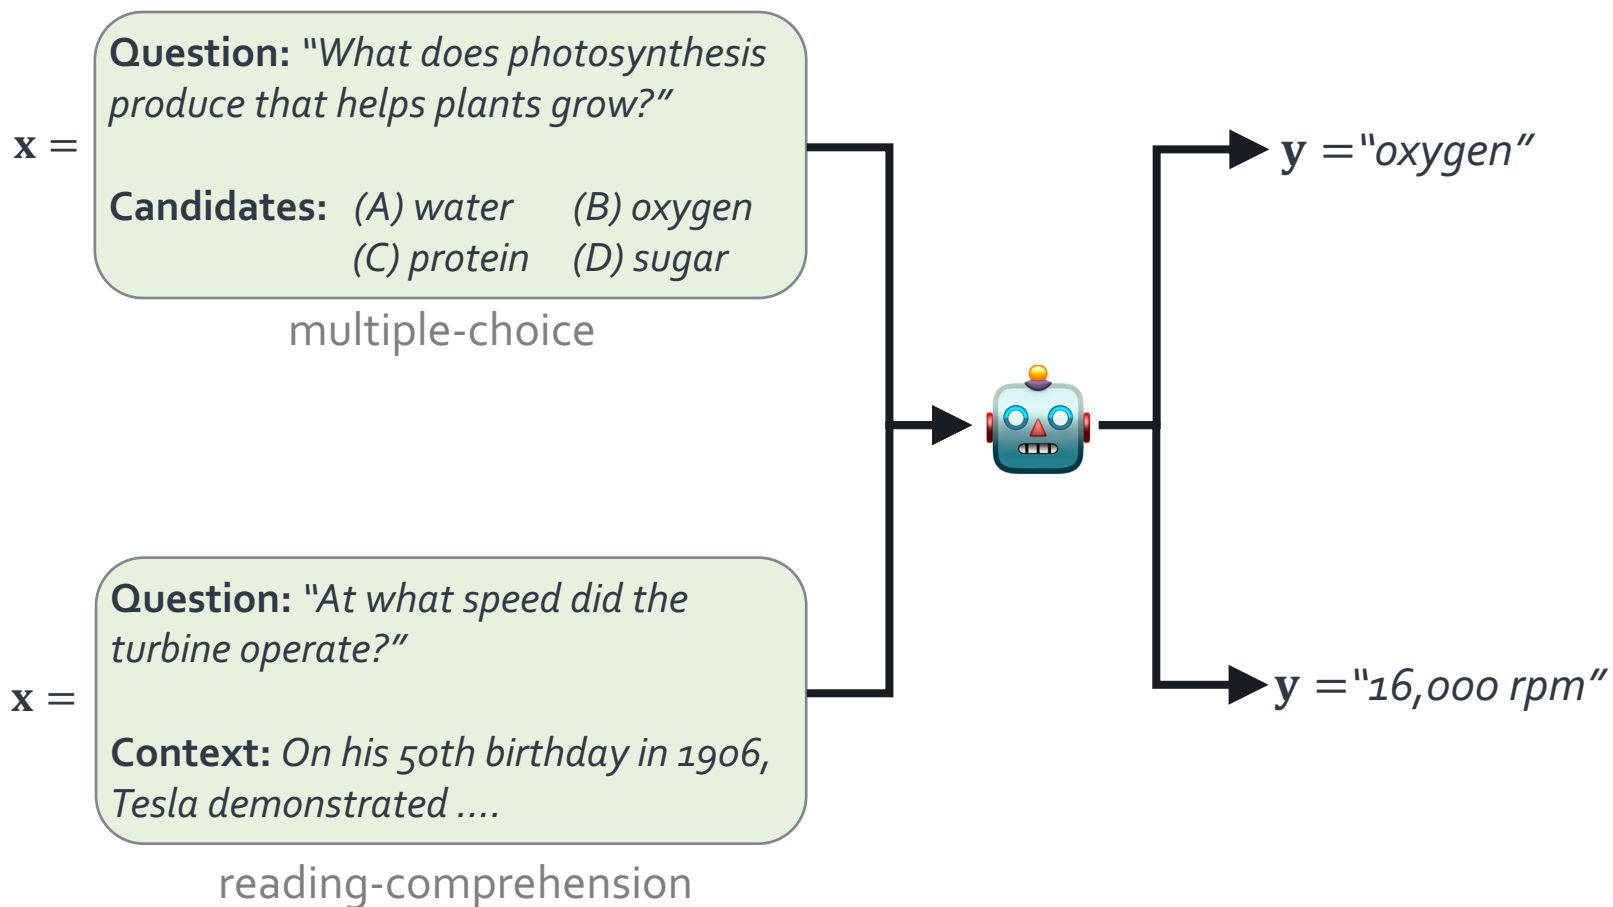 Question: “What does photosynthesis
produce that helps plants grow?”
x =
Candidates: (A) water (B) oxygen
(C) protein (D) sugar
multiple-choice
y =“oxygen”
Question: “At what speed did the
turbine operate?”
x =
Context: On his 50th birthday in 1906,
Tesla demonstrated ....
reading-comprehension
y =“16,000 rpm”